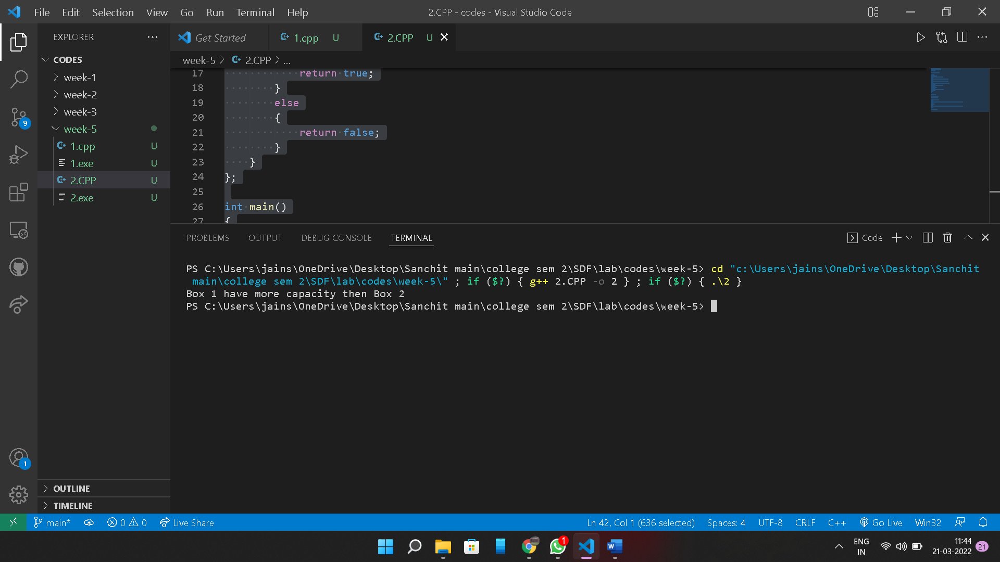 File Edit Selection View Go Run Terminal Help 2.CPP - codes - Visual Studio Code
EXPLORER
CODES
week-1
week-2
week-3
week-5
1.cpp U
1.exe U
2.CPP U
2.exe U
OUTLINE
TIMELINE
9
1
Get Started 1.cpp U 2.CPP U
week-5 > 2.CPP > ...
17 return true;
18 }
19 else
20 {
21 return false;
22 }
23 }
24 };
25
26 int main()
27 {
PROBLEMS OUTPUT DEBUG CONSOLE TERMINAL Code
PS C:\Users\jains\OneDrive\Desktop\Sanchit main\college sem 2\SDF\lab\codes\week-5> cd "c:\Users\jains\OneDrive\Desktop\Sanchit
main\college sem 2\SDF\lab\codes\week-5\" ; if ($?) { g++ 2.CPP -o 2 } ; if ($?) { .\2 }
Box 1 have more capacity then Box 2
PS C:\Users\jains\OneDrive\Desktop\Sanchit main\college sem 2\SDF\lab\codes\week-5>
main* 0 0 Live Share Ln 42, Col 1 (636 selected) Spaces: 4 UTF-8 CRLF C++ Go Live Win32
1
W
ENG
IN
11:44
21-03-2022
21